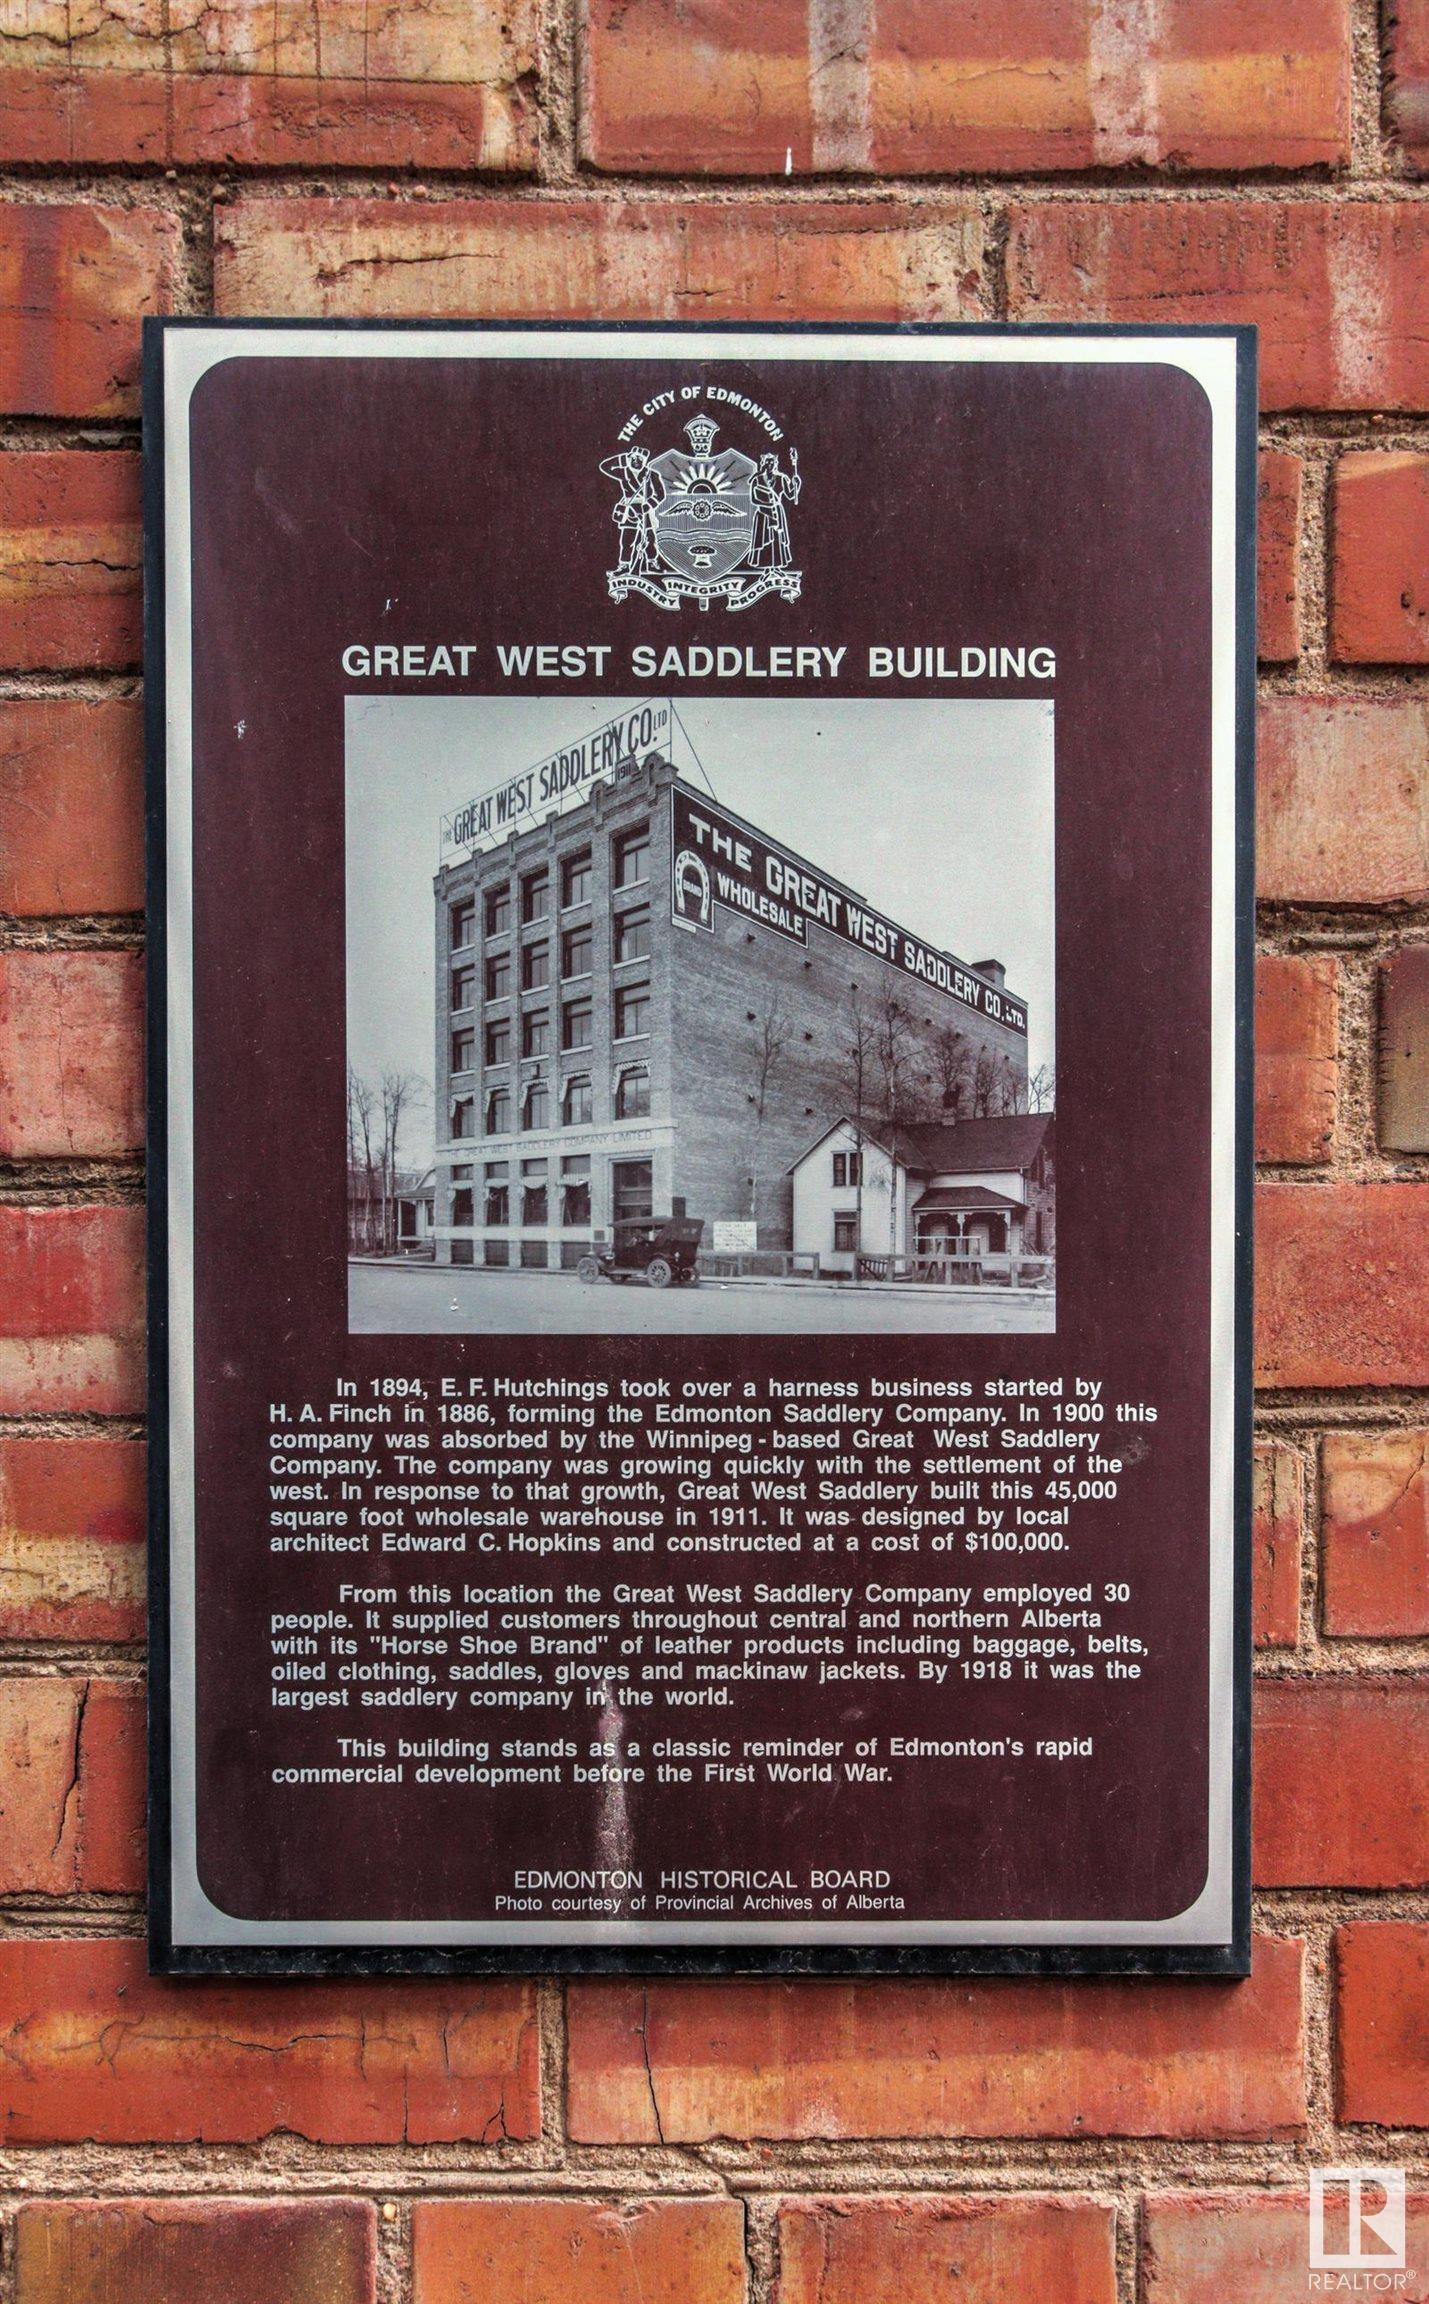 THE CITY OF EDMONTON
INDUSTRY INTEGRITY PROGRESS
GREAT WEST SADDLERY BUILDING
THE GREAT WEST SADDLERY CO. LTD
1911
THE GREAT WEST SADDLERY CO. LTD.
BRAND
WHOLESALE
THE GREAT WEST SADDLERY COMPANY LIMITED
In 1894, E. F. Hutchings took over a harness business started by
H. A. Finch in 1886, forming the Edmonton Saddlery Company. In 1900 this
company was absorbed by the Winnipeg - based Great West Saddlery
Company. The company was growing quickly with the settlement of the
west. In response to that growth, Great West Saddlery built this 45,000
square foot wholesale warehouse in 1911. It was designed by local
architect Edward C. Hopkins and constructed at a cost of $100,000.
From this location the Great West Saddlery Company employed 30
people. It supplied customers throughout central and northern Alberta
with its "Horse Shoe Brand" of leather products including baggage, belts,
oiled clothing, saddles, gloves and mackinaw jackets. By 1918 it was the
largest saddlery company in the world.
This building stands as a classic reminder of Edmonton's rapid
commercial development before the First World War.
EDMONTON HISTORICAL BOARD
Photo courtesy of Provincial Archives of Alberta
R
REALTOR®